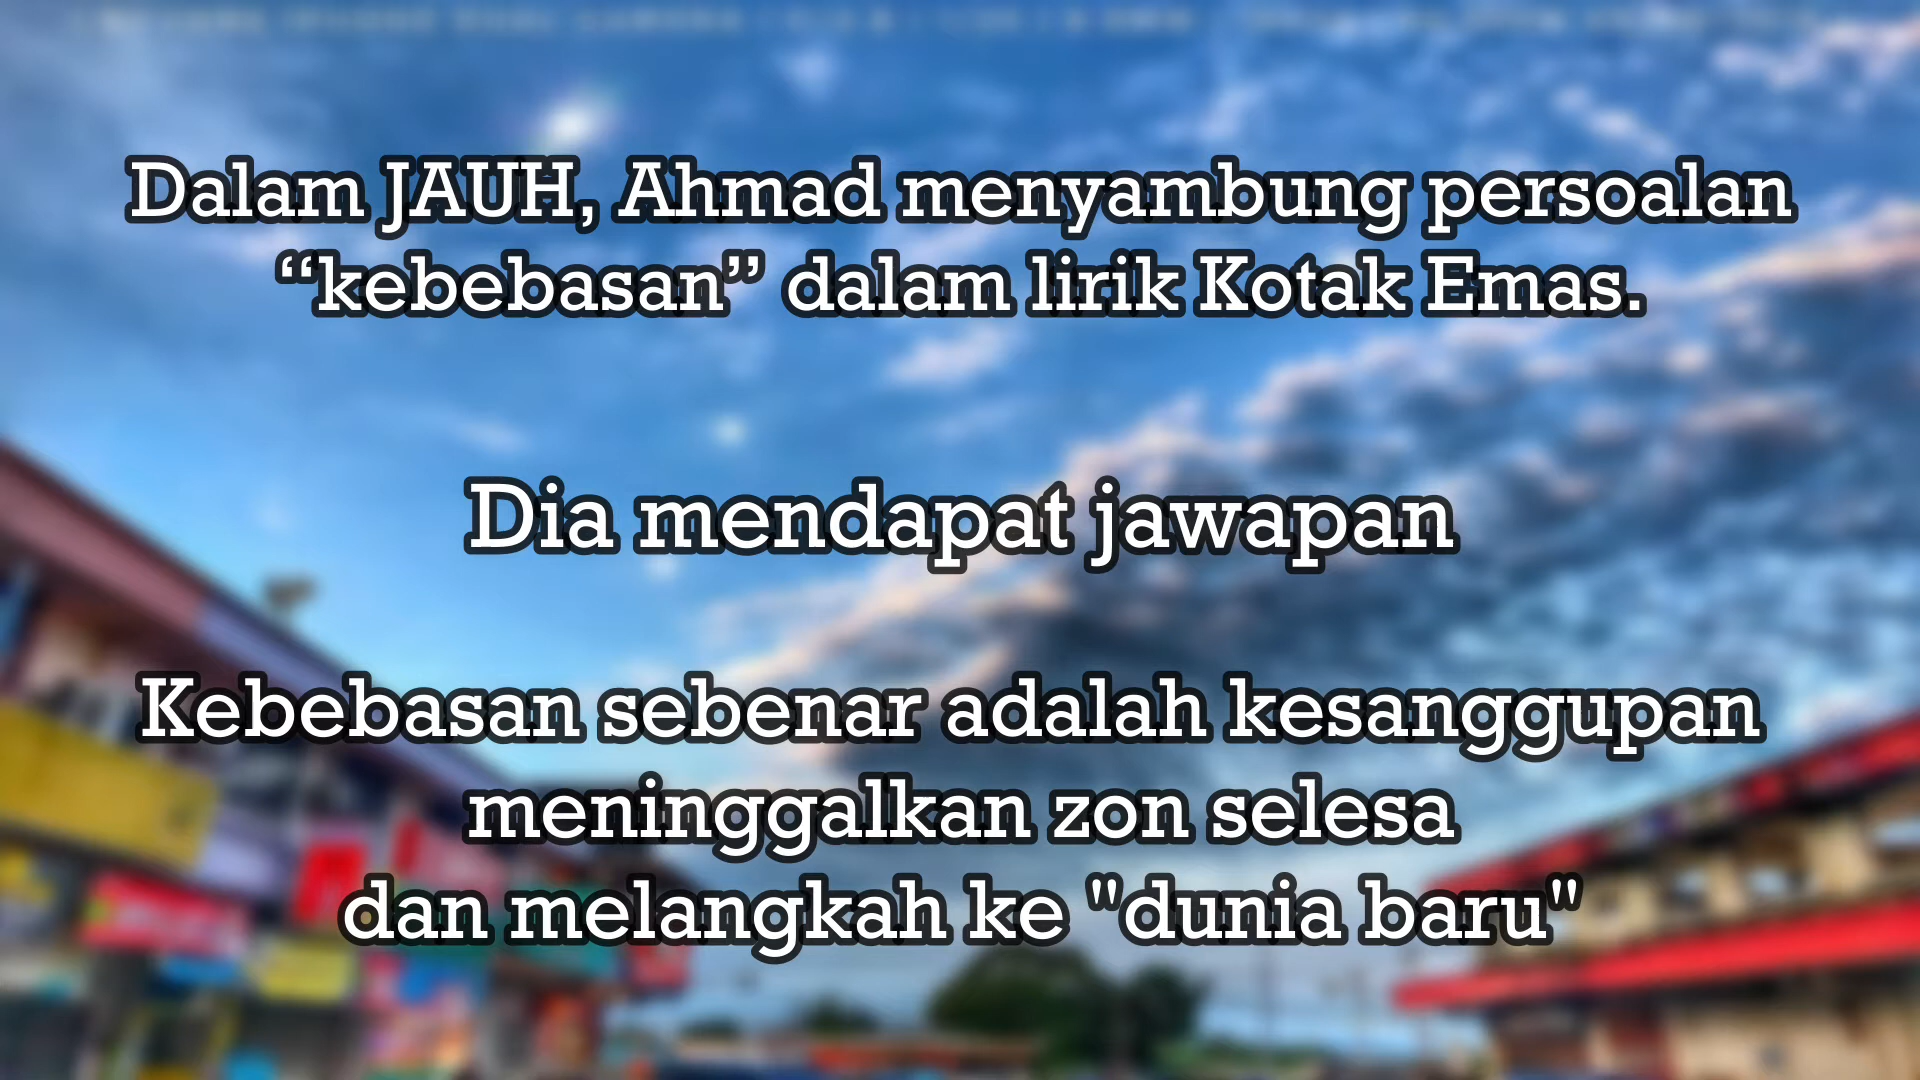 Dalam JAUH, Ahmad menyambung persoalan
“kebebasan” dalam lirik Kotak Emas.
Dia mendapat jawapan
Kebebasan sebenar adalah kesanggupan
meninggalkan zon selesa
dan melangkah ke "dunia baru"